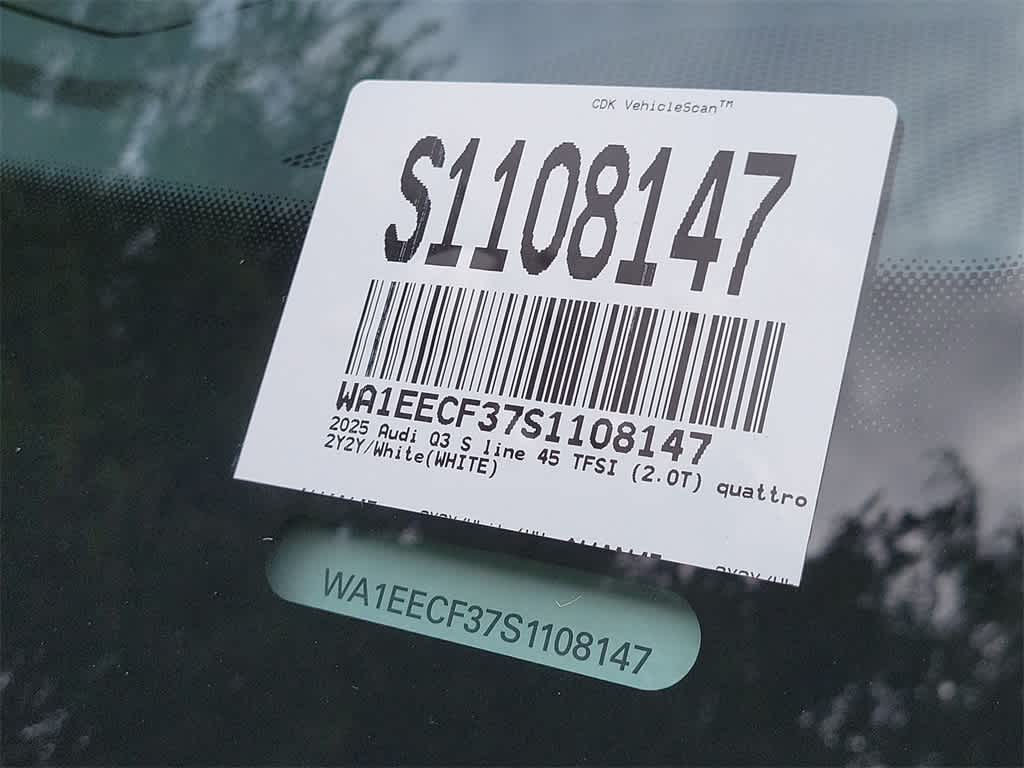 CDK VehicleScan™
S1108147
WA1EECF37S1108147
2025 Audi Q3 S line 45 TFSI (2.0T) quattro
2Y2Y/White(WHITE)
WA1EECF37S1108147